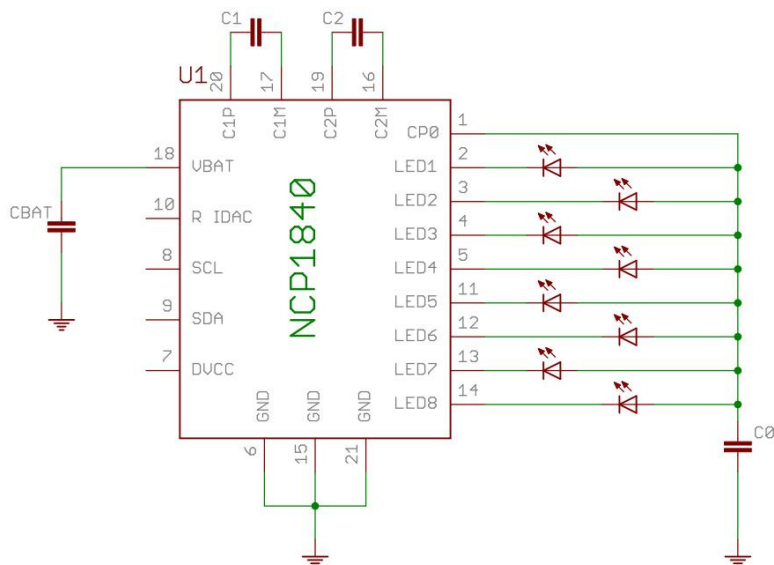 C1
C2
U1
20
17
19
16
C1P
C1M
C2P
C2M
CP0
1
18
VBAT
LED1
2
LED2
3
CBAT
10
R IDAC
LED3
4
8
SCL
LED4
5
NCP1840
LED5
11
9
SDA
LED6
12
7
DVCC
LED7
13
LED8
14
GND
GND
GND
6
15
21
C0